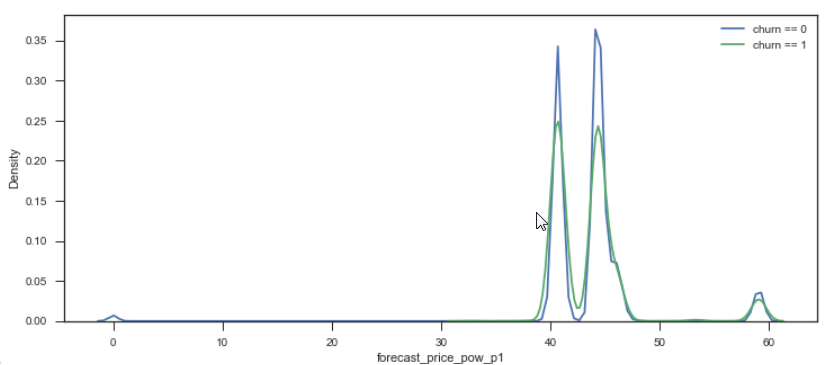 churn == 0
churn == 1
0.35
0.30
0.25
0.20
0.15
0.10
0.05
0.00
Density
0 10 20 30 40 50 60
forecast_price_pow_p1